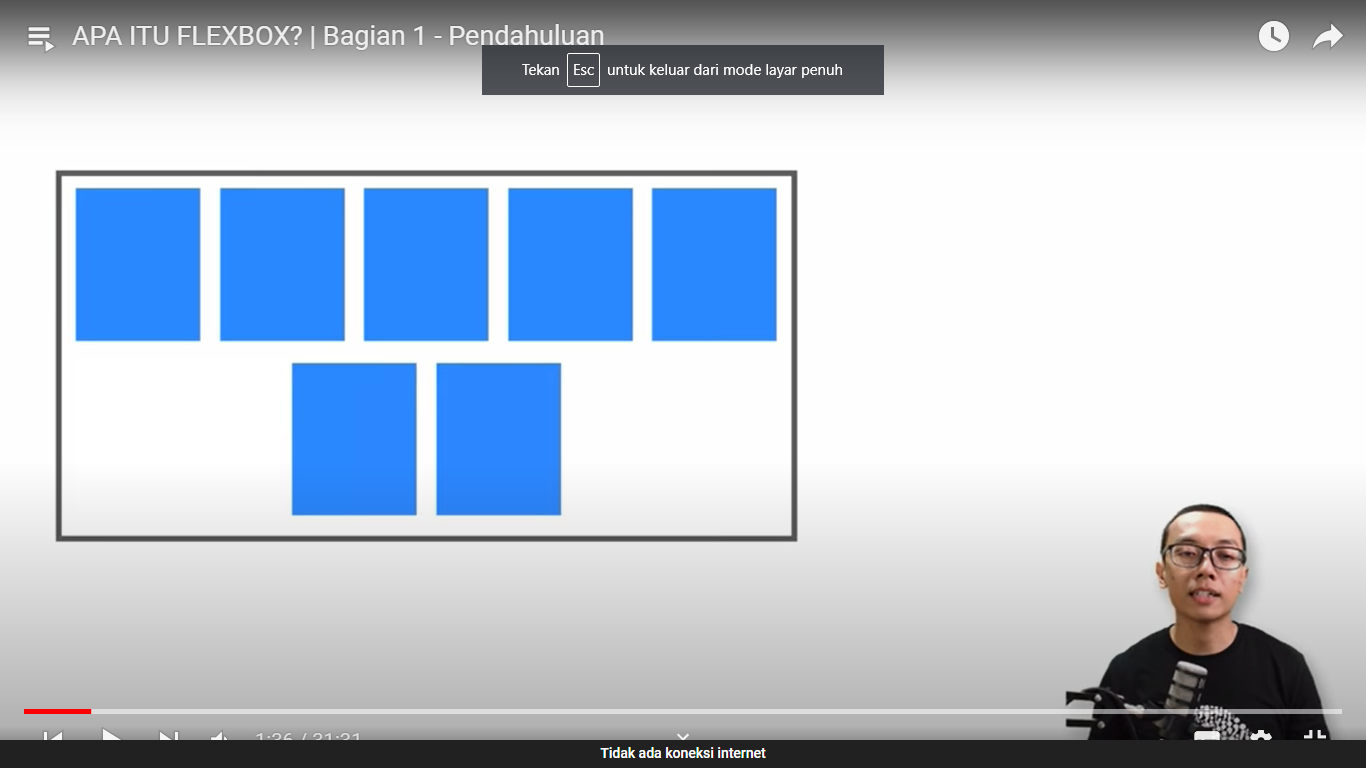 APA ITU FLEXBOX? | Bagian 1 - Pendahuluan
Tekan Esc untuk keluar dari mode layar penuh
1:36 / 31:31
Tidak ada koneksi internet